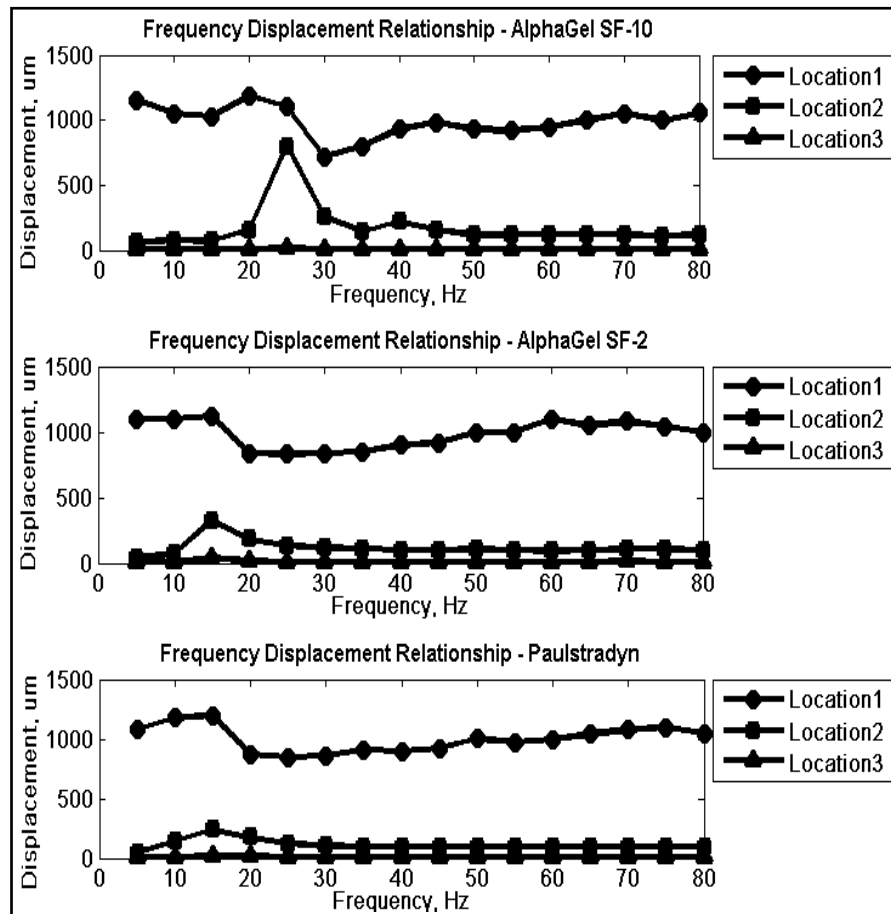 Frequency Displacement Relationship - AlphaGel SF-10
1500
1000
500
0
Displacement, um
0 10 20 30 40 50 60 70 80
Frequency, Hz
Location1
Location2
Location3
Frequency Displacement Relationship - AlphaGel SF-2
1500
1000
500
0
Displacement, um
0 10 20 30 40 50 60 70 80
Frequency, Hz
Location1
Location2
Location3
Frequency Displacement Relationship - Paulstradyn
1500
1000
500
0
Displacement, um
0 10 20 30 40 50 60 70 80
Frequency, Hz
Location1
Location2
Location3